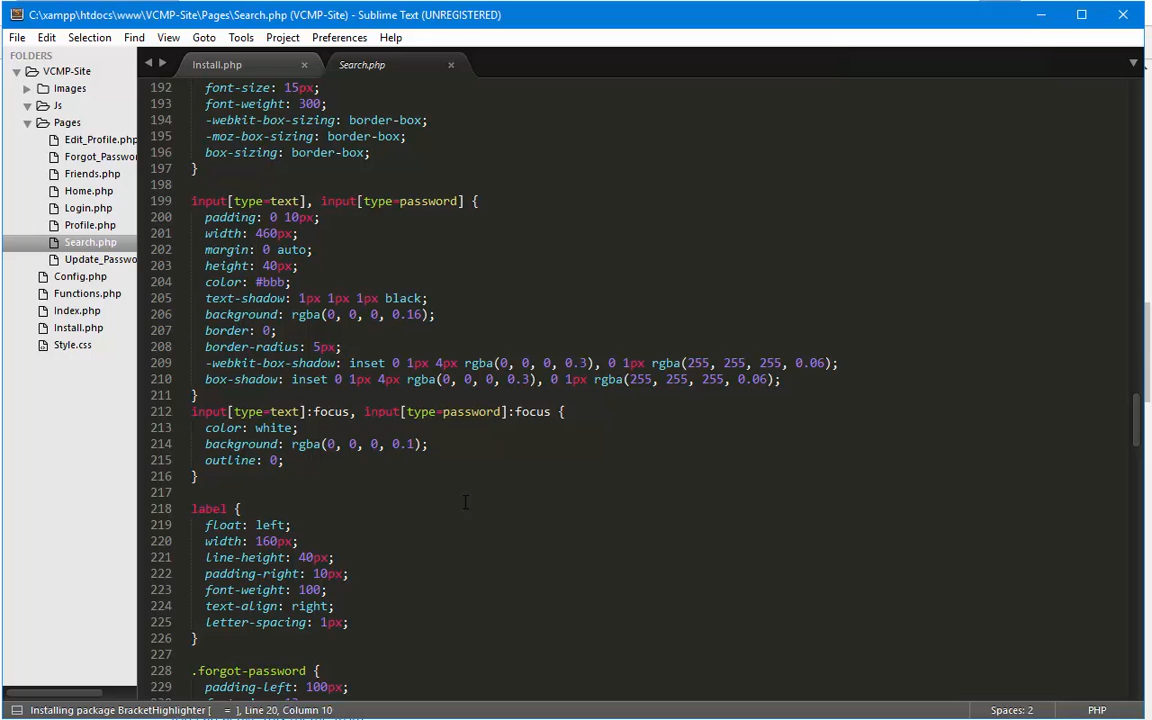 C:\xampp\htdocs\www\VCMP-Site\Pages\Search.php (VCMP-Site) - Sublime Text (UNREGISTERED)
File Edit Selection Find View Goto Tools Project Preferences Help
FOLDERS
VCMP-Site
Images
Js
Pages
Edit_Profile.php
Forgot_Passwo
Friends.php
Home.php
Login.php
Profile.php
Search.php
Update_Passwo
Config.php
Functions.php
Index.php
Install.php
Style.css
Install.php × Search.php ×
192 font-size: 15px;
193 font-weight: 300;
194 -webkit-box-sizing: border-box;
195 -moz-box-sizing: border-box;
196 box-sizing: border-box;
197 }
198
199 input[type=text], input[type=password] {
200 padding: 0 10px;
201 width: 460px;
202 margin: 0 auto;
203 height: 40px;
204 color: #bbb;
205 text-shadow: 1px 1px 1px black;
206 background: rgba(0, 0, 0, 0.16);
207 border: 0;
208 border-radius: 5px;
209 -webkit-box-shadow: inset 0 1px 4px rgba(0, 0, 0, 0.3), 0 1px rgba(255, 255, 255, 0.06);
210 box-shadow: inset 0 1px 4px rgba(0, 0, 0, 0.3), 0 1px rgba(255, 255, 255, 0.06);
211 }
212 input[type=text]:focus, input[type=password]:focus {
213 color: white;
214 background: rgba(0, 0, 0, 0.1);
215 outline: 0;
216 }
217
218 label {
219 float: left;
220 width: 160px;
221 line-height: 40px;
222 padding-right: 10px;
223 font-weight: 100;
224 text-align: right;
225 letter-spacing: 1px;
226 }
227
228 .forgot-password {
229 padding-left: 100px;
Installing package BracketHighlighter [   = ], Line 20, Column 10 Spaces: 2 PHP